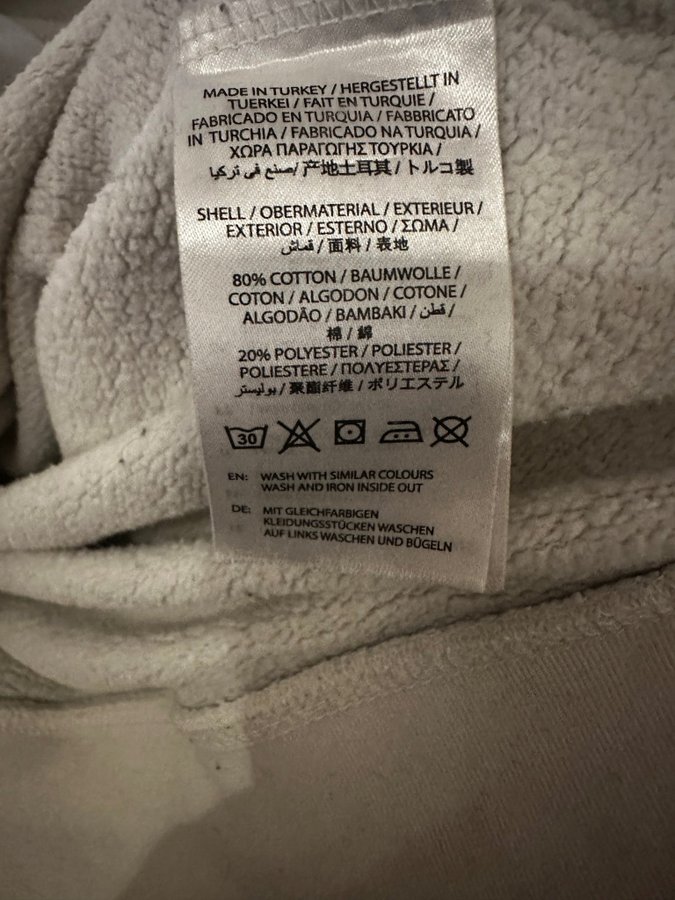 MADE IN TURKEY / HERGESTELLT IN
TUERKEI / FAIT EN TURQUIE /
FABRICADO EN TURQUIA / FABBRICATO
IN TURCHIA / FABRICADO NA TURQUIA /
ΧΩΡΑ ΠΑΡΑΓΩΓΗΣ ΤΟΥΡΚΙΑ /
صنع في تركيا / 产地土耳其 / トルコ製
SHELL / OBERMATERIAL / EXTERIEUR /
EXTERIOR / ESTERNO / ΣΩΜΑ /
قماش / 面料 / 表地
80% COTTON / BAUMWOLLE /
COTON / ALGODON / COTONE /
ALGODÃO / BAMBAKI / قطن /
棉 / 綿
20% POLYESTER / POLIESTER /
POLIESTERE / ΠΟΛΥΕΣΤΕΡΑΣ /
بوليستر / 聚酯纤维 / ポリエステル
30
EN: WASH WITH SIMILAR COLOURS
WASH AND IRON INSIDE OUT
DE: MIT GLEICHFARBIGEN
KLEIDUNGSSTÜCKEN WASCHEN
AUF LINKS WASCHEN UND BÜGELN